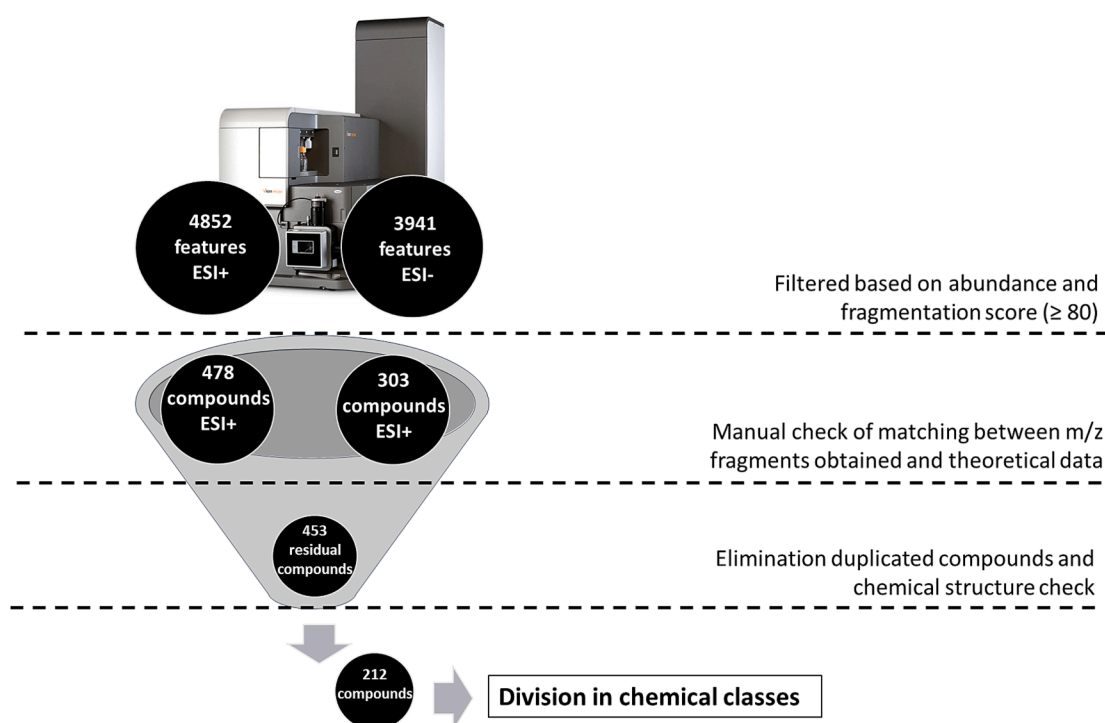 4852
features
ESI+
3941
features
ESI-
Filtered based on abundance and
fragmentation score (≥ 80)
478
compounds
ESI+
303
compounds
ESI+
Manual check of matching between m/z
fragments obtained and theoretical data
453
residual
compounds
Elimination duplicated compounds and
chemical structure check
212
compounds
Division in chemical classes